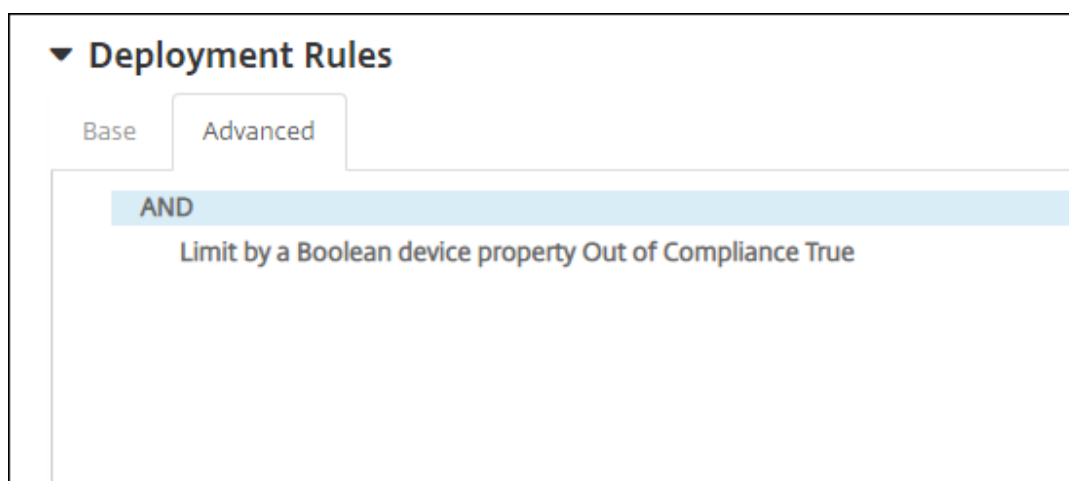 Deployment Rules
Base Advanced
AND
Limit by a Boolean device property Out of Compliance True